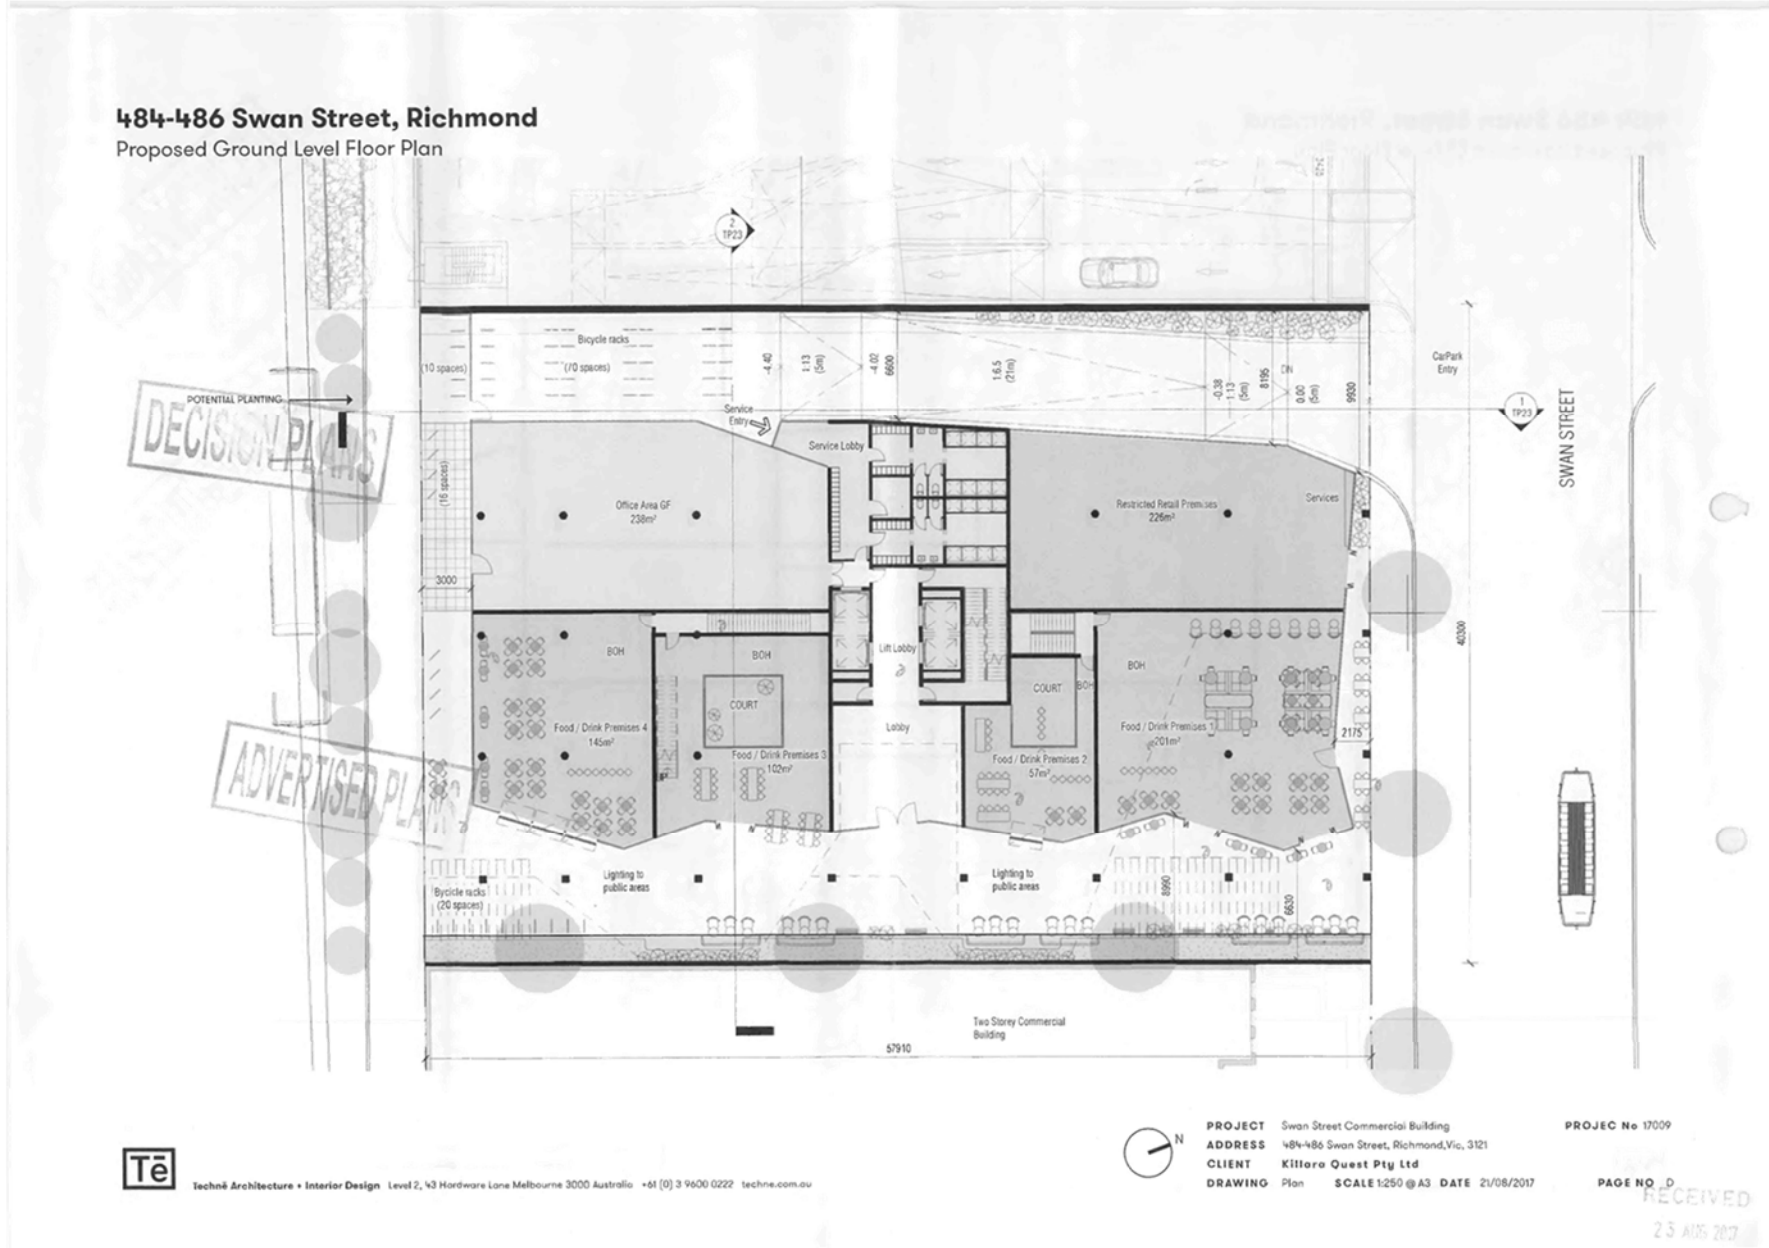 484-486 Swan Street, Richmond
Proposed Ground Level Floor Plan
2
TP23
Bicycle racks
(10 spaces)
(70 spaces)
-4.40
1:13
(5m)
-4.02
6600
1:6.5
(21m)
-0.38
1:13
(5m)
8195
DN
0.00
(5m)
9930
CarPark
Entry
SWAN STREET
1
TP23
POTENTIAL PLANTING
DECISION PLANS
Service
Entry
Service Lobby
(16 spaces)
Office Area GF
238m²
Restricted Retail Premises
226m²
Services
3000
40300
BOH
BOH
Lift Lobby
COURT
BOH
BOH
COURT
Food / Drink Premises 4
145m²
Lobby
Food / Drink Premises 1
201m²
2175
Food / Drink Premises 3
102m²
Food / Drink Premises 2
57m²
ADVERTISED PLANS
Lighting to
public areas
Lighting to
public areas
Bycicle racks
(20 spaces)
8990
6630
Two Storey Commercial
Building
57910
N
PROJECT Swan Street Commercial Building
PROJEC No 17009
ADDRESS 484-486 Swan Street, Richmond,Vic, 3121
CLIENT Killara Quest Pty Ltd
DRAWING Plan SCALE 1:250 @ A3 DATE 21/08/2017
PAGE NO D
Tē
Technē Architecture + Interior Design Level 2, 43 Hardware Lane Melbourne 3000 Australia +61 (0) 3 9600 0222 techne.com.au
RECEIVED
23 AUG 2017